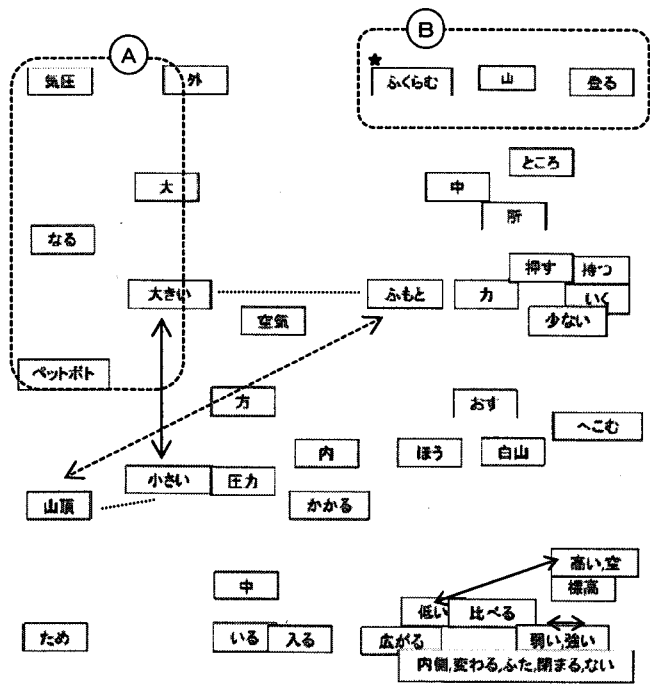 A
B
気圧
外
★
ふくらむ
山
登る
ところ
大
中
所
なる
押す
持つ
大きい
ふもと
力
いく
空気
少ない
ペットボト
方
おす
へこむ
内
ほう
白山
小さい
圧力
山頂
かかる
高い,空
中
標高
低い
比べる
ため
いる
入る
広がる
弱い,強い
内側,変わる,ふた,閉まる,ない